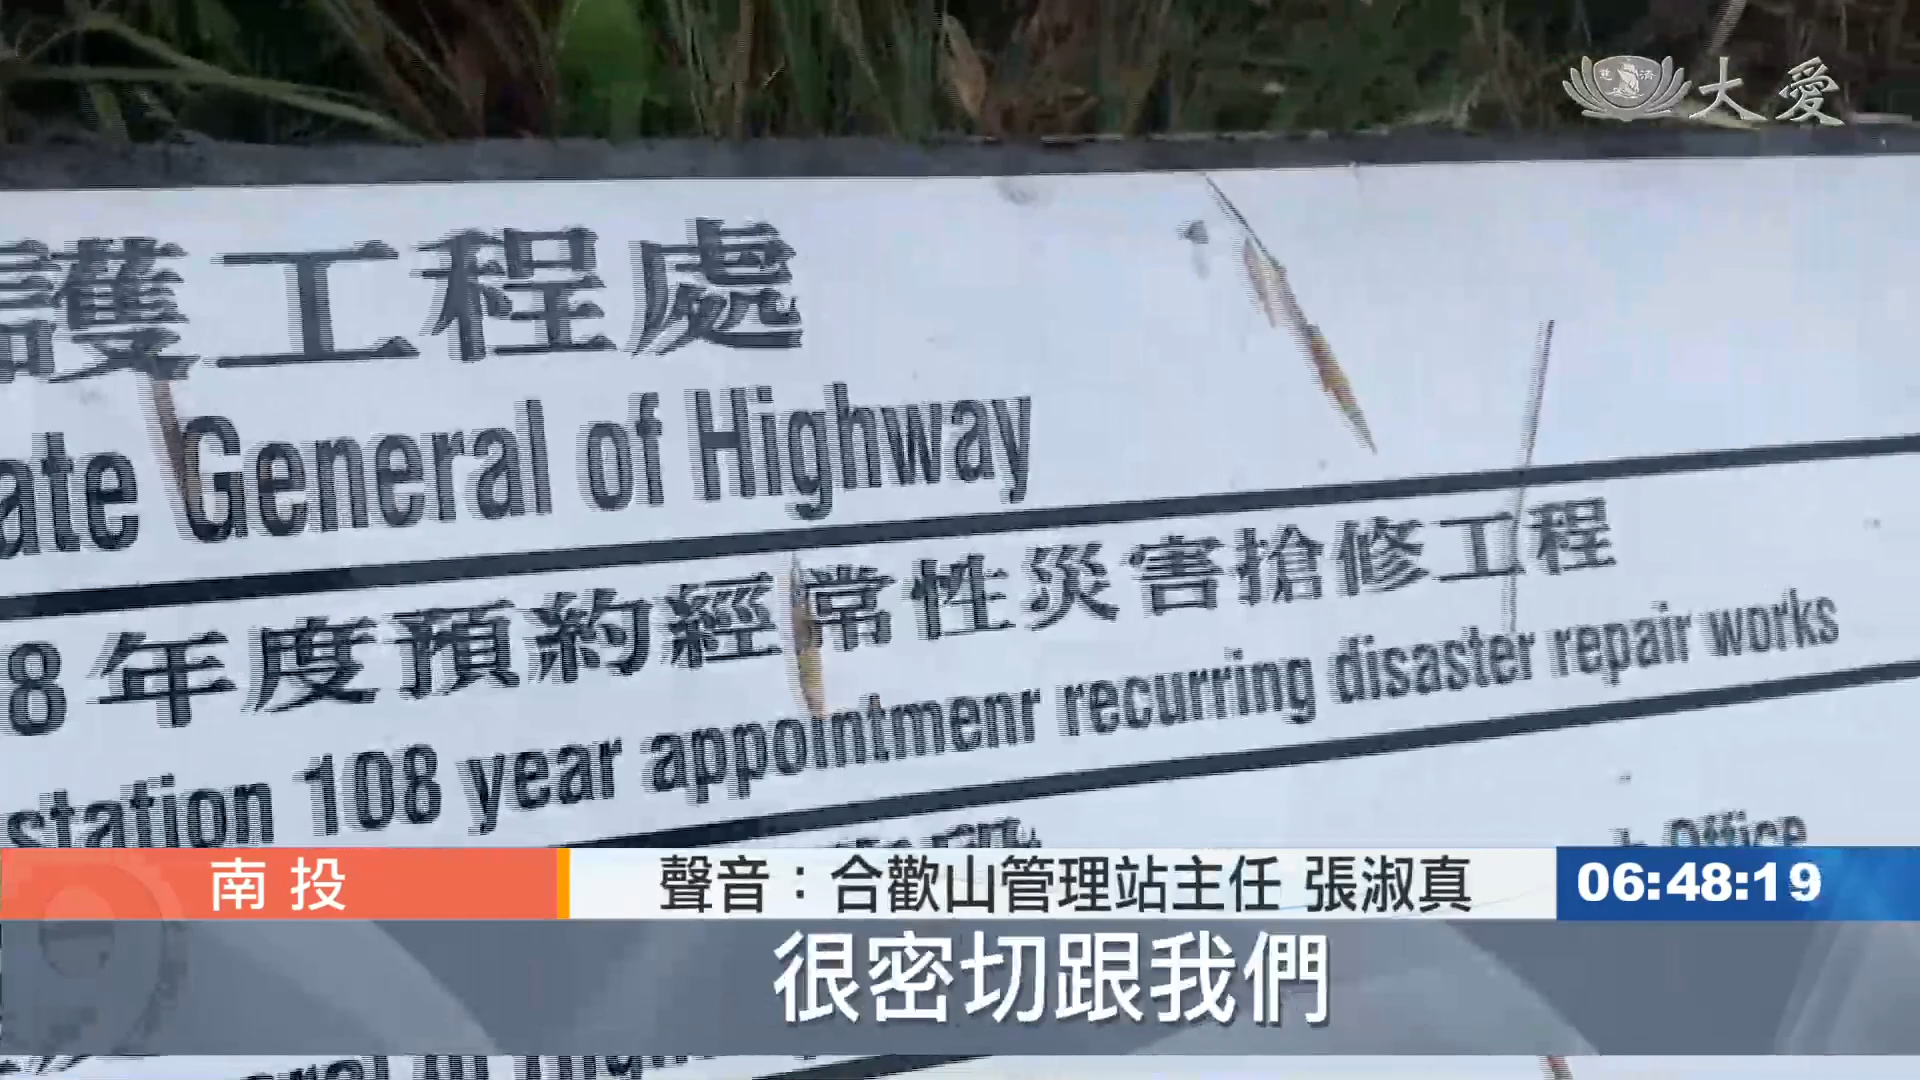 大愛
護工程處
ate General of Highway
8年度預約經常性災害搶修工程
station 108 year appointmenr recurring disaster repair works
Office
南投
聲音：合歡山管理站主任 張淑真
06:48:19
很密切跟我們